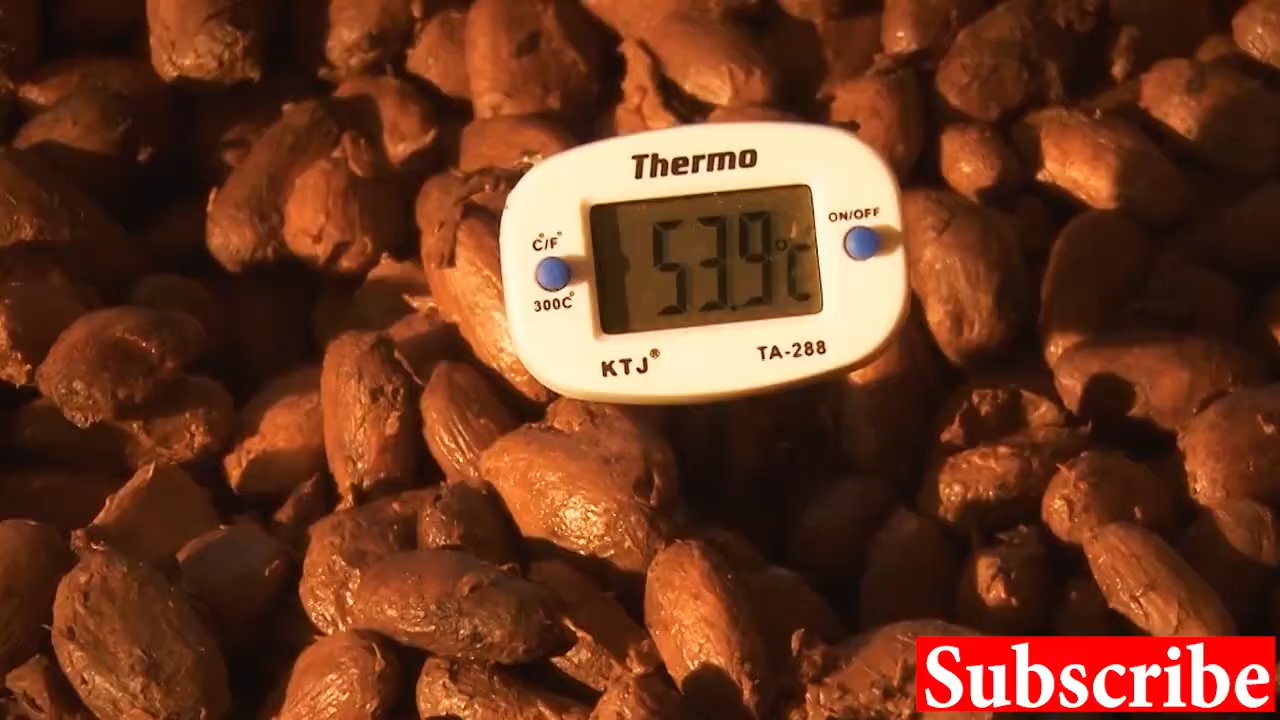 Thermo
ON/OFF
C°/F°
53.9°C
300C°
KTJ®
TA-288
Subscribe